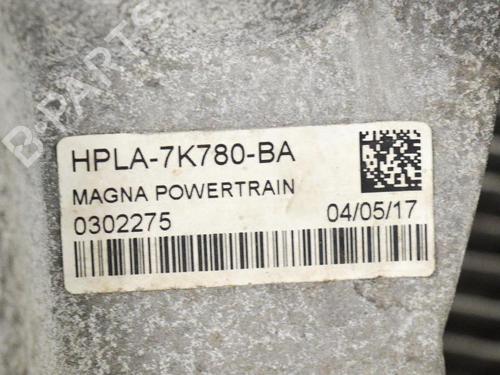 B-PARTS
HPLA-7K780-BA
MAGNA POWERTRAIN
0302275 04/05/17